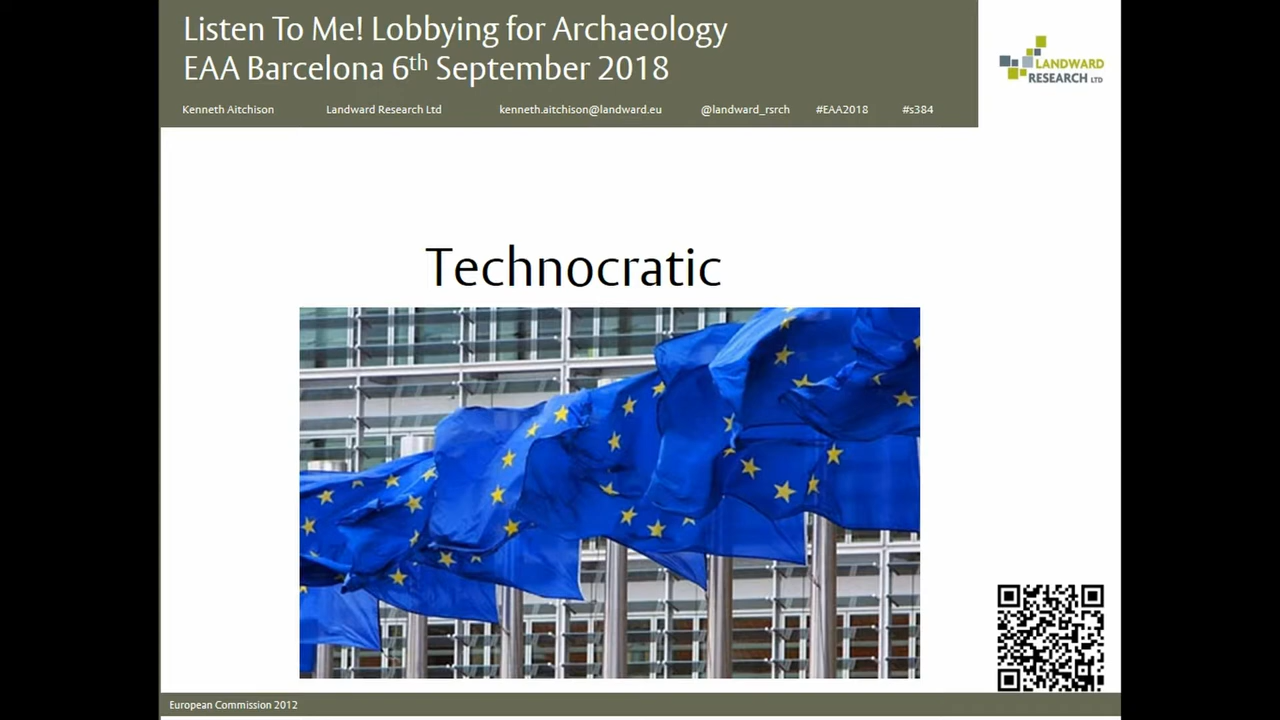 Listen To Me! Lobbying for Archaeology
EAA Barcelona 6th September 2018
Kenneth Aitchison Landward Research Ltd kenneth.aitchison@landward.eu @landward_rsrch #EAA2018 #s384
LANDWARD
RESEARCH LTD
Technocratic
European Commission 2012